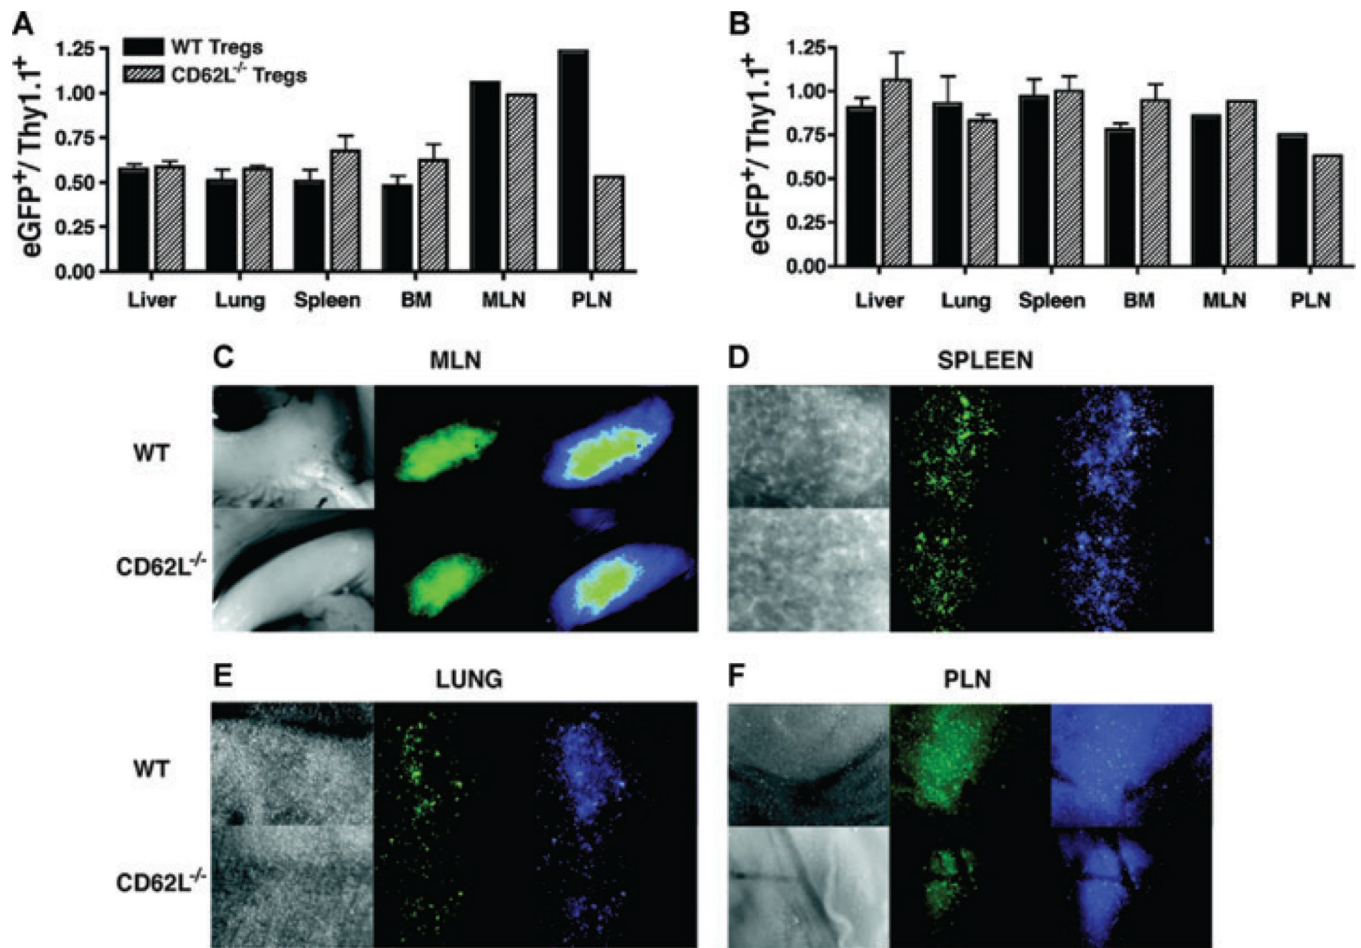 A
1.25
1.00
0.75
0.50
0.25
0.00
eGFP+/ Thy1.1+
WT Tregs
CD62L-/- Tregs
Liver Lung Spleen BM MLN PLN
B
1.25
1.00
0.75
0.50
0.25
0.00
eGFP+/ Thy1.1+
Liver Lung Spleen BM MLN PLN
C MLN
WT
CD62L-/-
D SPLEEN
E LUNG
WT
CD62L-/-
F PLN